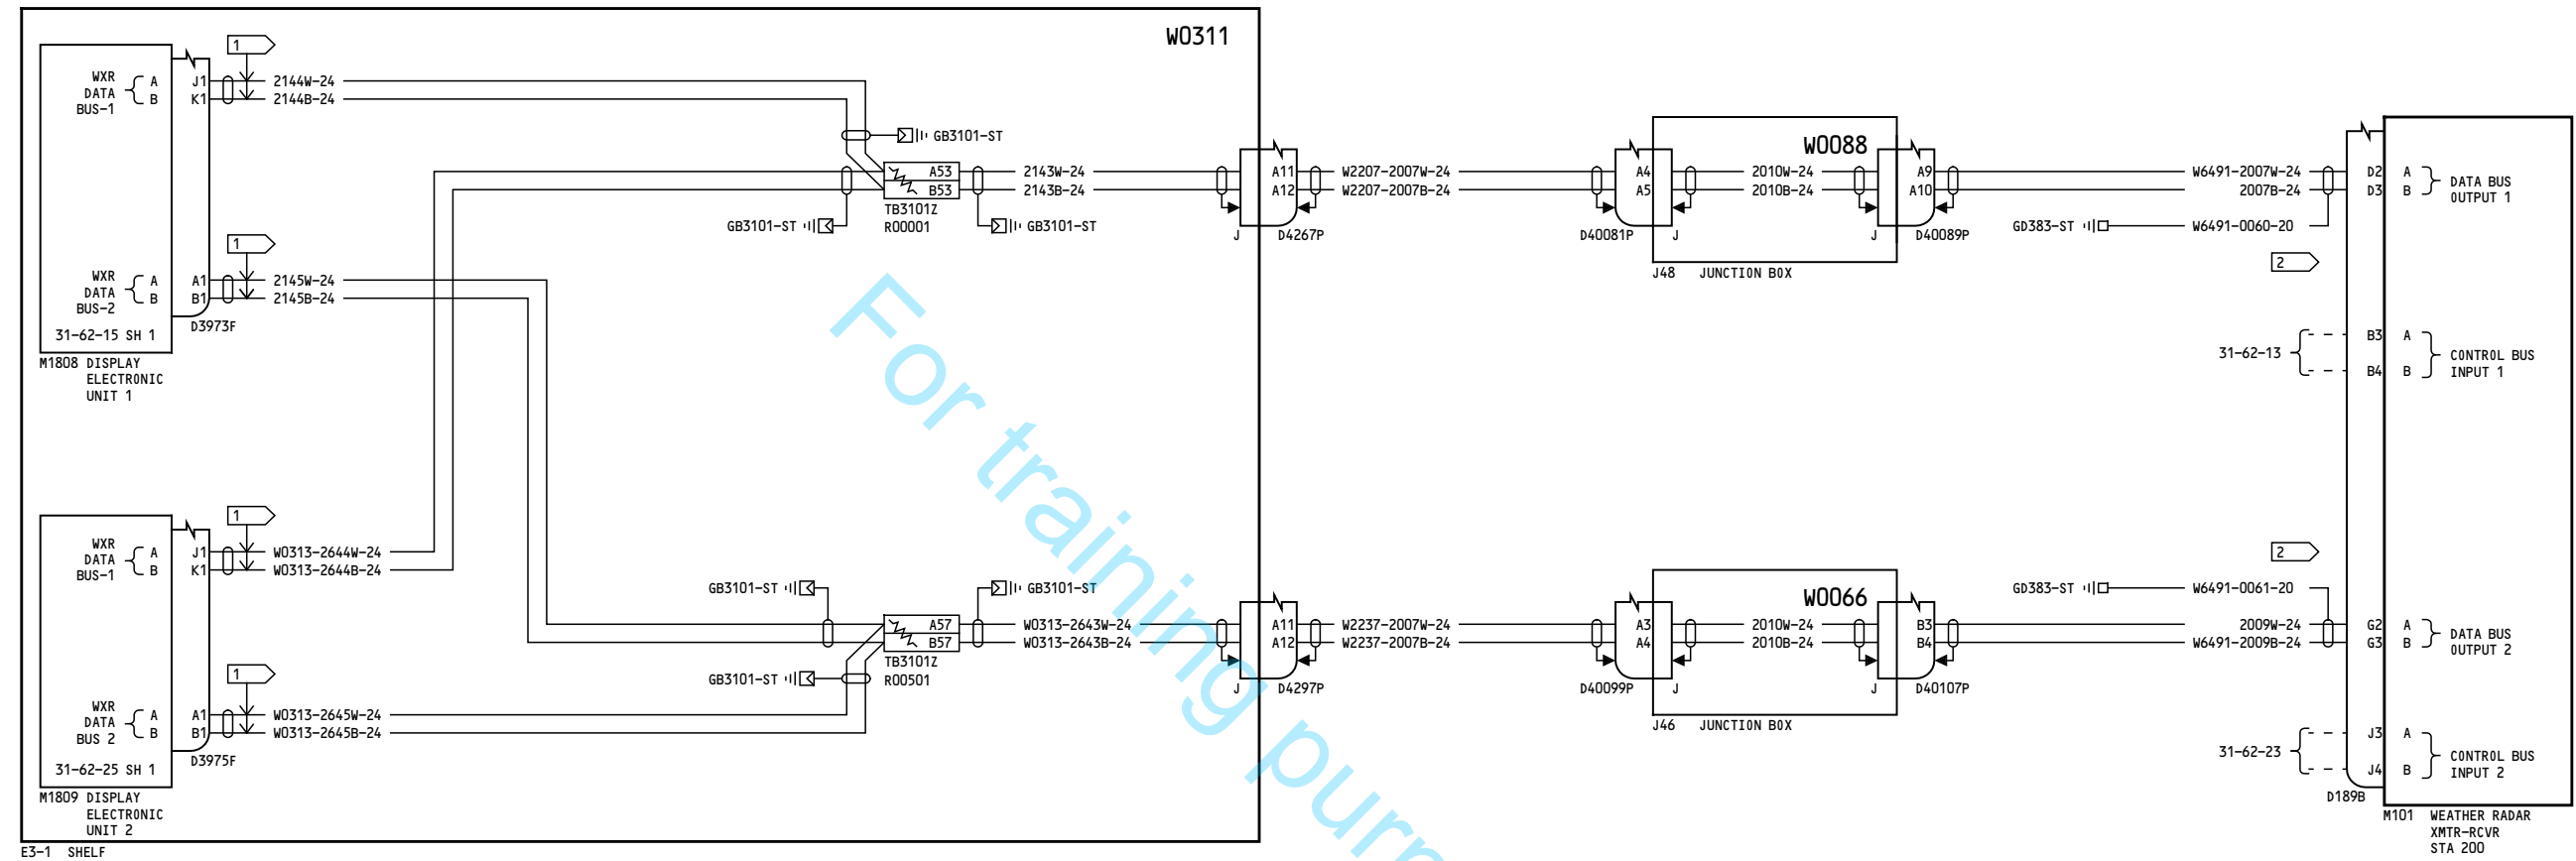 W0311
1
WXR
DATA
BUS-1
A
B
J1
K1
2144W-24
2144B-24
GB3101-ST
A53
B53
TB3101Z
R00001
GB3101-ST
GB3101-ST
2143W-24
2143B-24
1
WXR
DATA
BUS-2
A
B
A1
B1
2145W-24
2145B-24
31-62-15 SH 1
D3973F
M1808 DISPLAY
ELECTRONIC
UNIT 1
A11
A12
J
D4267P
W2207-2007W-24
W2207-2007B-24
W0088
A4
A5
D40081P
J
2010W-24
2010B-24
A9
A10
J
D40089P
J48 JUNCTION BOX
W6491-2007W-24
2007B-24
GD383-ST
W6491-0060-20
2
D2
D3
A
B
DATA BUS
OUTPUT 1
31-62-13
B3
B4
A
B
CONTROL BUS
INPUT 1
1
WXR
DATA
BUS-1
A
B
J1
K1
W0313-2644W-24
W0313-2644B-24
GB3101-ST
GB3101-ST
A57
B57
TB3101Z
R00501
GB3101-ST
W0313-2643W-24
W0313-2643B-24
1
WXR
DATA
BUS 2
A
B
A1
B1
W0313-2645W-24
W0313-2645B-24
31-62-25 SH 1
D3975F
M1809 DISPLAY
ELECTRONIC
UNIT 2
E3-1 SHELF
A11
A12
J
D4297P
W2237-2007W-24
W2237-2007B-24
W0066
A3
A4
D40099P
J
2010W-24
2010B-24
B3
B4
J
D40107P
J46 JUNCTION BOX
2
GD383-ST
W6491-0061-20
2009W-24
W6491-2009B-24
G2
G3
A
B
DATA BUS
OUTPUT 2
31-62-23
J3
J4
A
B
CONTROL BUS
INPUT 2
D189B
M101 WEATHER RADAR
XMTR-RCVR
STA 200
For training